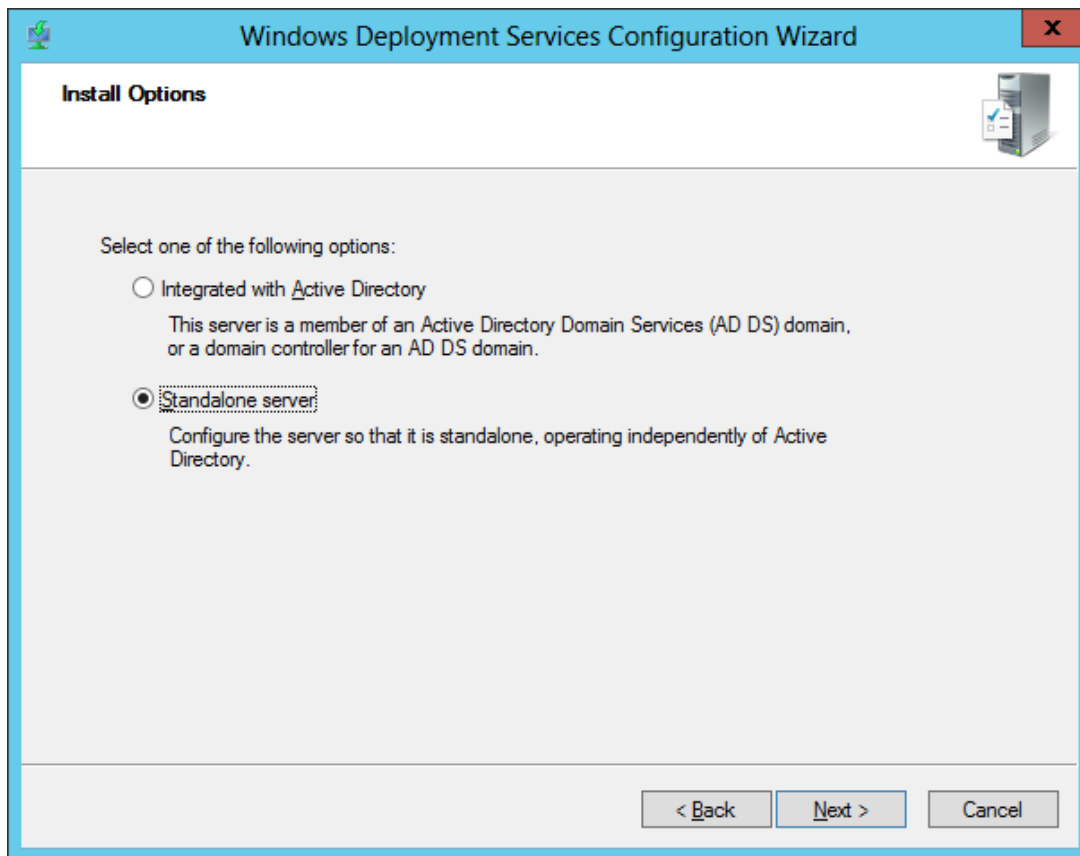 Windows Deployment Services Configuration Wizard
x
Install Options
Select one of the following options:
Integrated with Active Directory
This server is a member of an Active Directory Domain Services (AD DS) domain,
or a domain controller for an AD DS domain.
Standalone server
Configure the server so that it is standalone, operating independently of Active
Directory.
< Back
Next >
Cancel